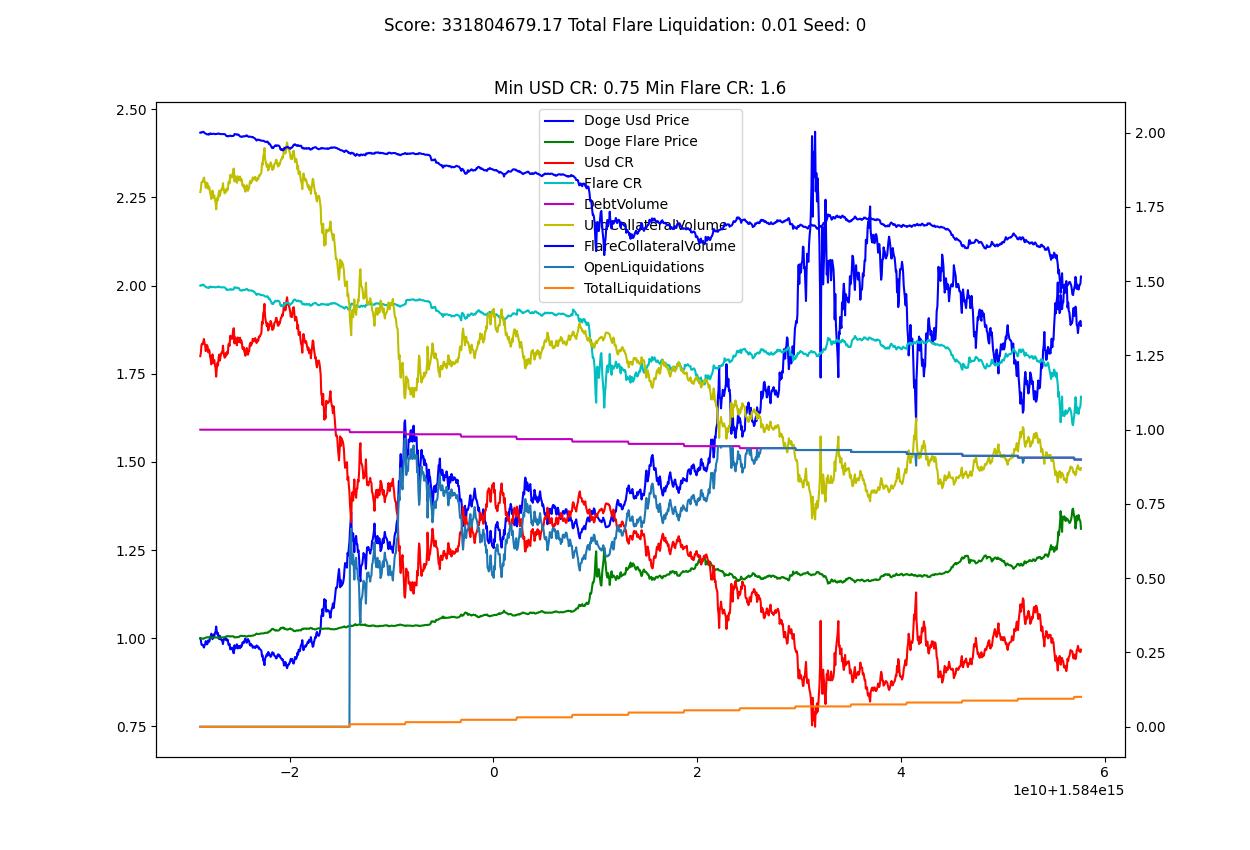 Score: 331804679.17 Total Flare Liquidation: 0.01 Seed: 0
Min USD CR: 0.75 Min Flare CR: 1.6
2.50
2.25
2.00
1.75
1.50
1.25
1.00
0.75
Doge Usd Price
Doge Flare Price
Usd CR
Flare CR
DebtVolume
FlareCollateralVolume
OpenLiquidations
TotalLiquidations
2.00
1.75
1.50
1.25
1.00
0.75
0.50
0.25
0.00
−2
0
2
4
6
1e10+1.584e15